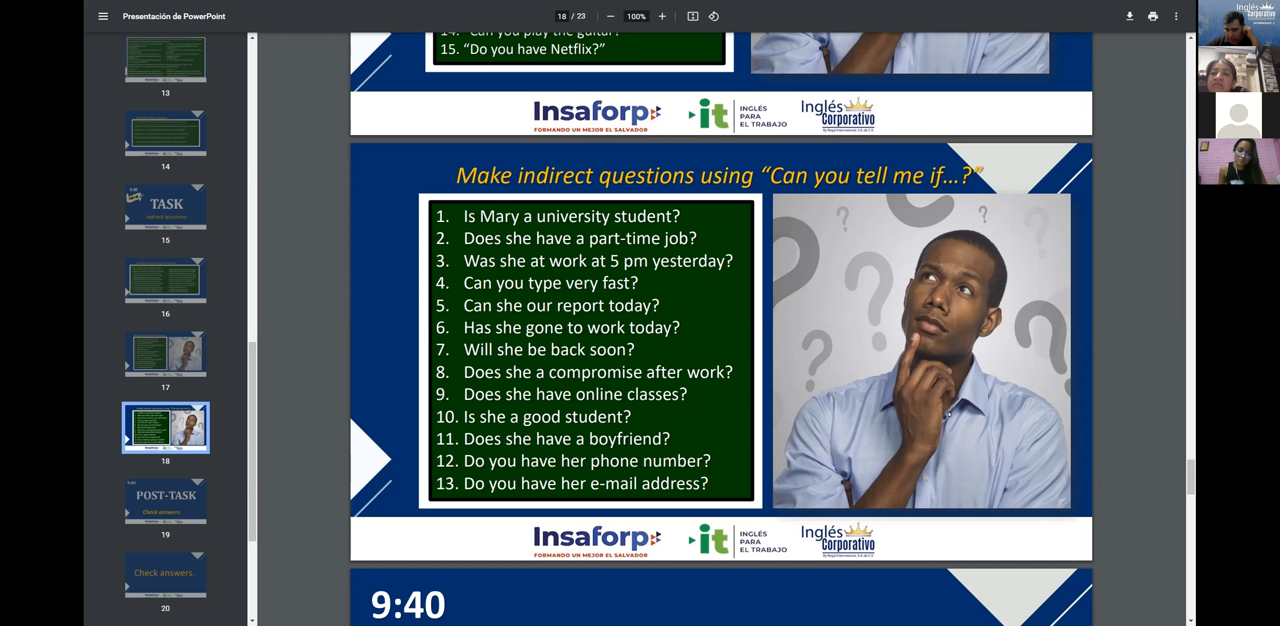 Presentación de PowerPoint
18 / 23
100%
15. “Do you have Netflix?”
Insaforp
FORMANDO UN MEJOR EL SALVADOR
it
INGLÉS
PARA
EL TRABAJO
Inglés
Corporativo
Make indirect questions using “Can you tell me if...?”
1. Is Mary a university student?
2. Does she have a part-time job?
3. Was she at work at 5 pm yesterday?
4. Can you type very fast?
5. Can she our report today?
6. Has she gone to work today?
7. Will she be back soon?
8. Does she a compromise after work?
9. Does she have online classes?
10. Is she a good student?
11. Does she have a boyfriend?
12. Do you have her phone number?
13. Do you have her e-mail address?
Insaforp
FORMANDO UN MEJOR EL SALVADOR
it
INGLÉS
PARA
EL TRABAJO
Inglés
Corporativo
9:40
13
14
TASK
Indirect questions
15
16
17
18
9:40
POST-TASK
Check answers.
19
Check answers.
20
Inglés
Corporativo